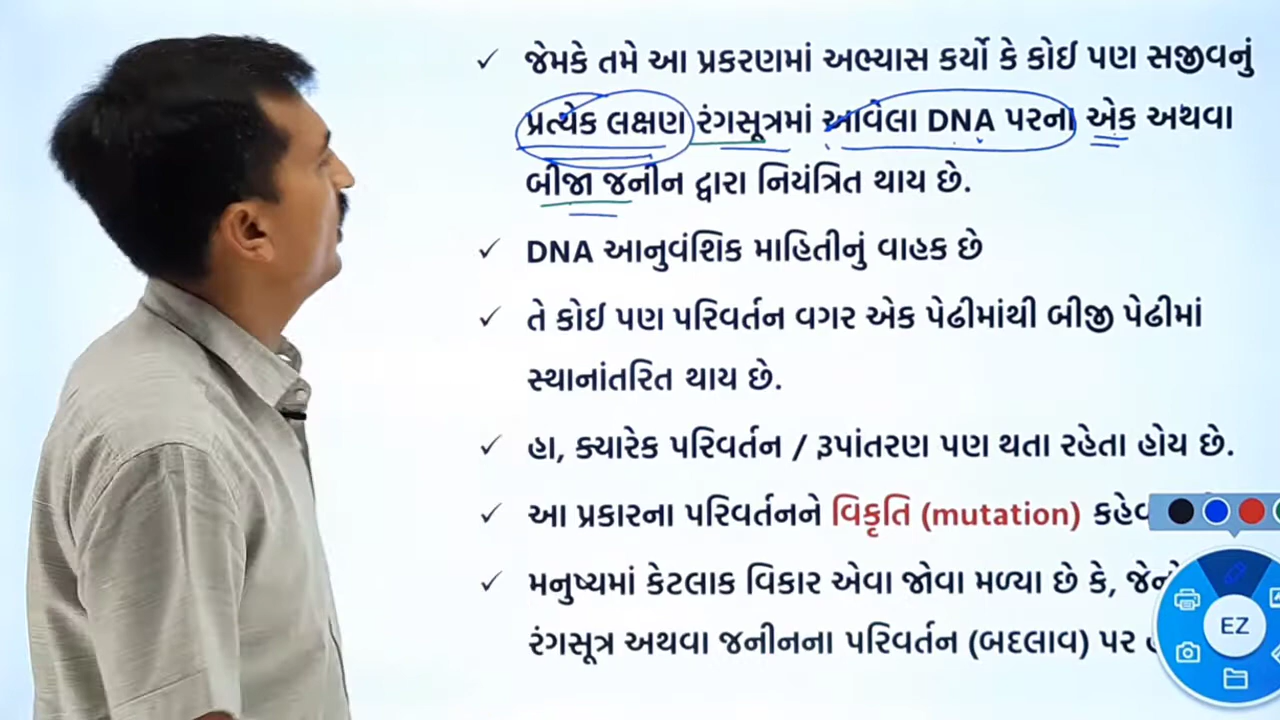 ✓ જેમકે તમે આ પ્રકરણમાં અભ્યાસ કર્યો કે કોઈ પણ સજીવનું
પ્રત્યેક લક્ષણ રંગસૂત્રમાં આવેલા DNA પરના એક અથવા
બીજા જનીન દ્વારા નિયંત્રિત થાય છે.
✓ DNA આનુવંશિક માહિતીનું વાહક છે
✓ તે કોઈ પણ પરિવર્તન વગર એક પેઢીમાંથી બીજી પેઢીમાં
સ્થાનાંતરિત થાય છે.
✓ હા, ક્યારેક પરિવર્તન / રૂપાંતરણ પણ થતા રહેતા હોય છે.
✓ આ પ્રકારના પરિવર્તનને વિકૃતિ (mutation)
✓ મનુષ્યમાં કેટલાક વિકાર એવા જોવા મળ્યા છે કે,
રંગસૂત્ર અથવા જનીનના પરિવર્તન (બદલાવ) પર
EZ